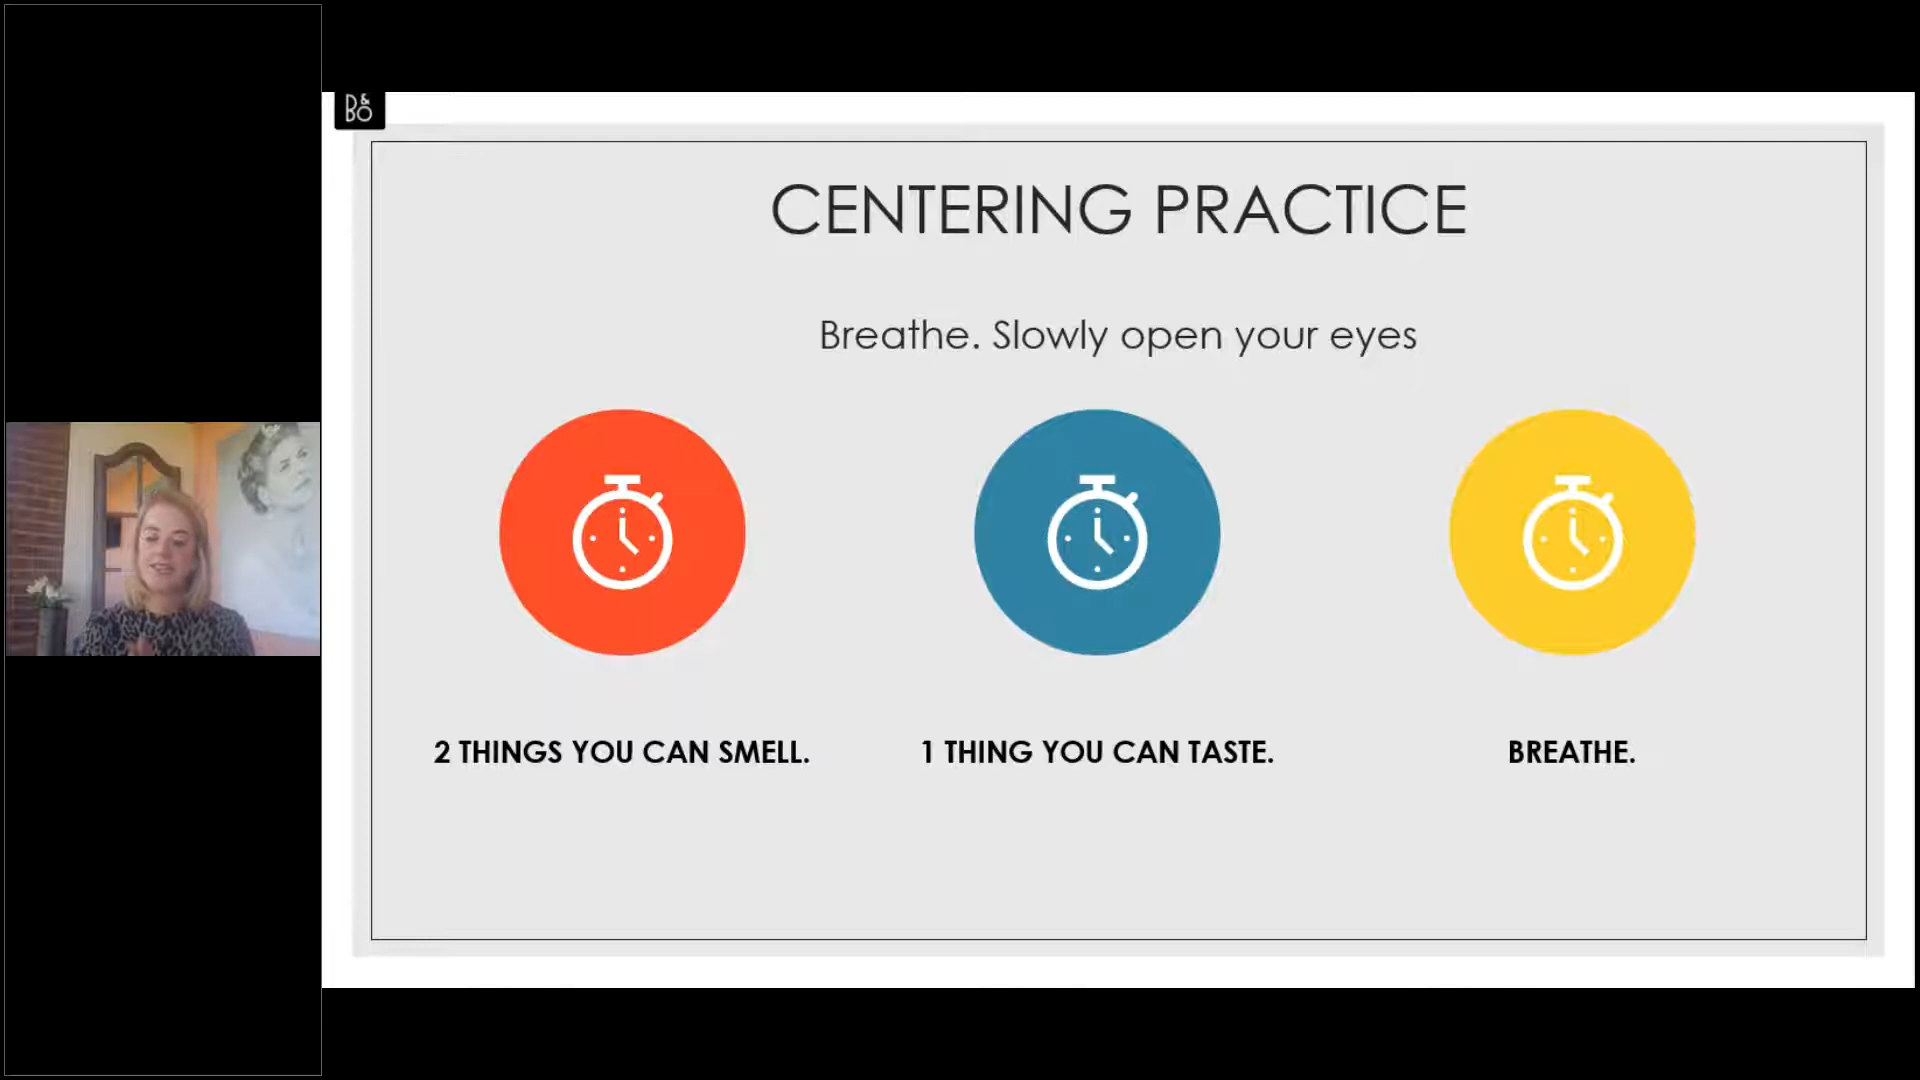 B&O
CENTERING PRACTICE
Breathe. Slowly open your eyes
2 THINGS YOU CAN SMELL.
1 THING YOU CAN TASTE.
BREATHE.